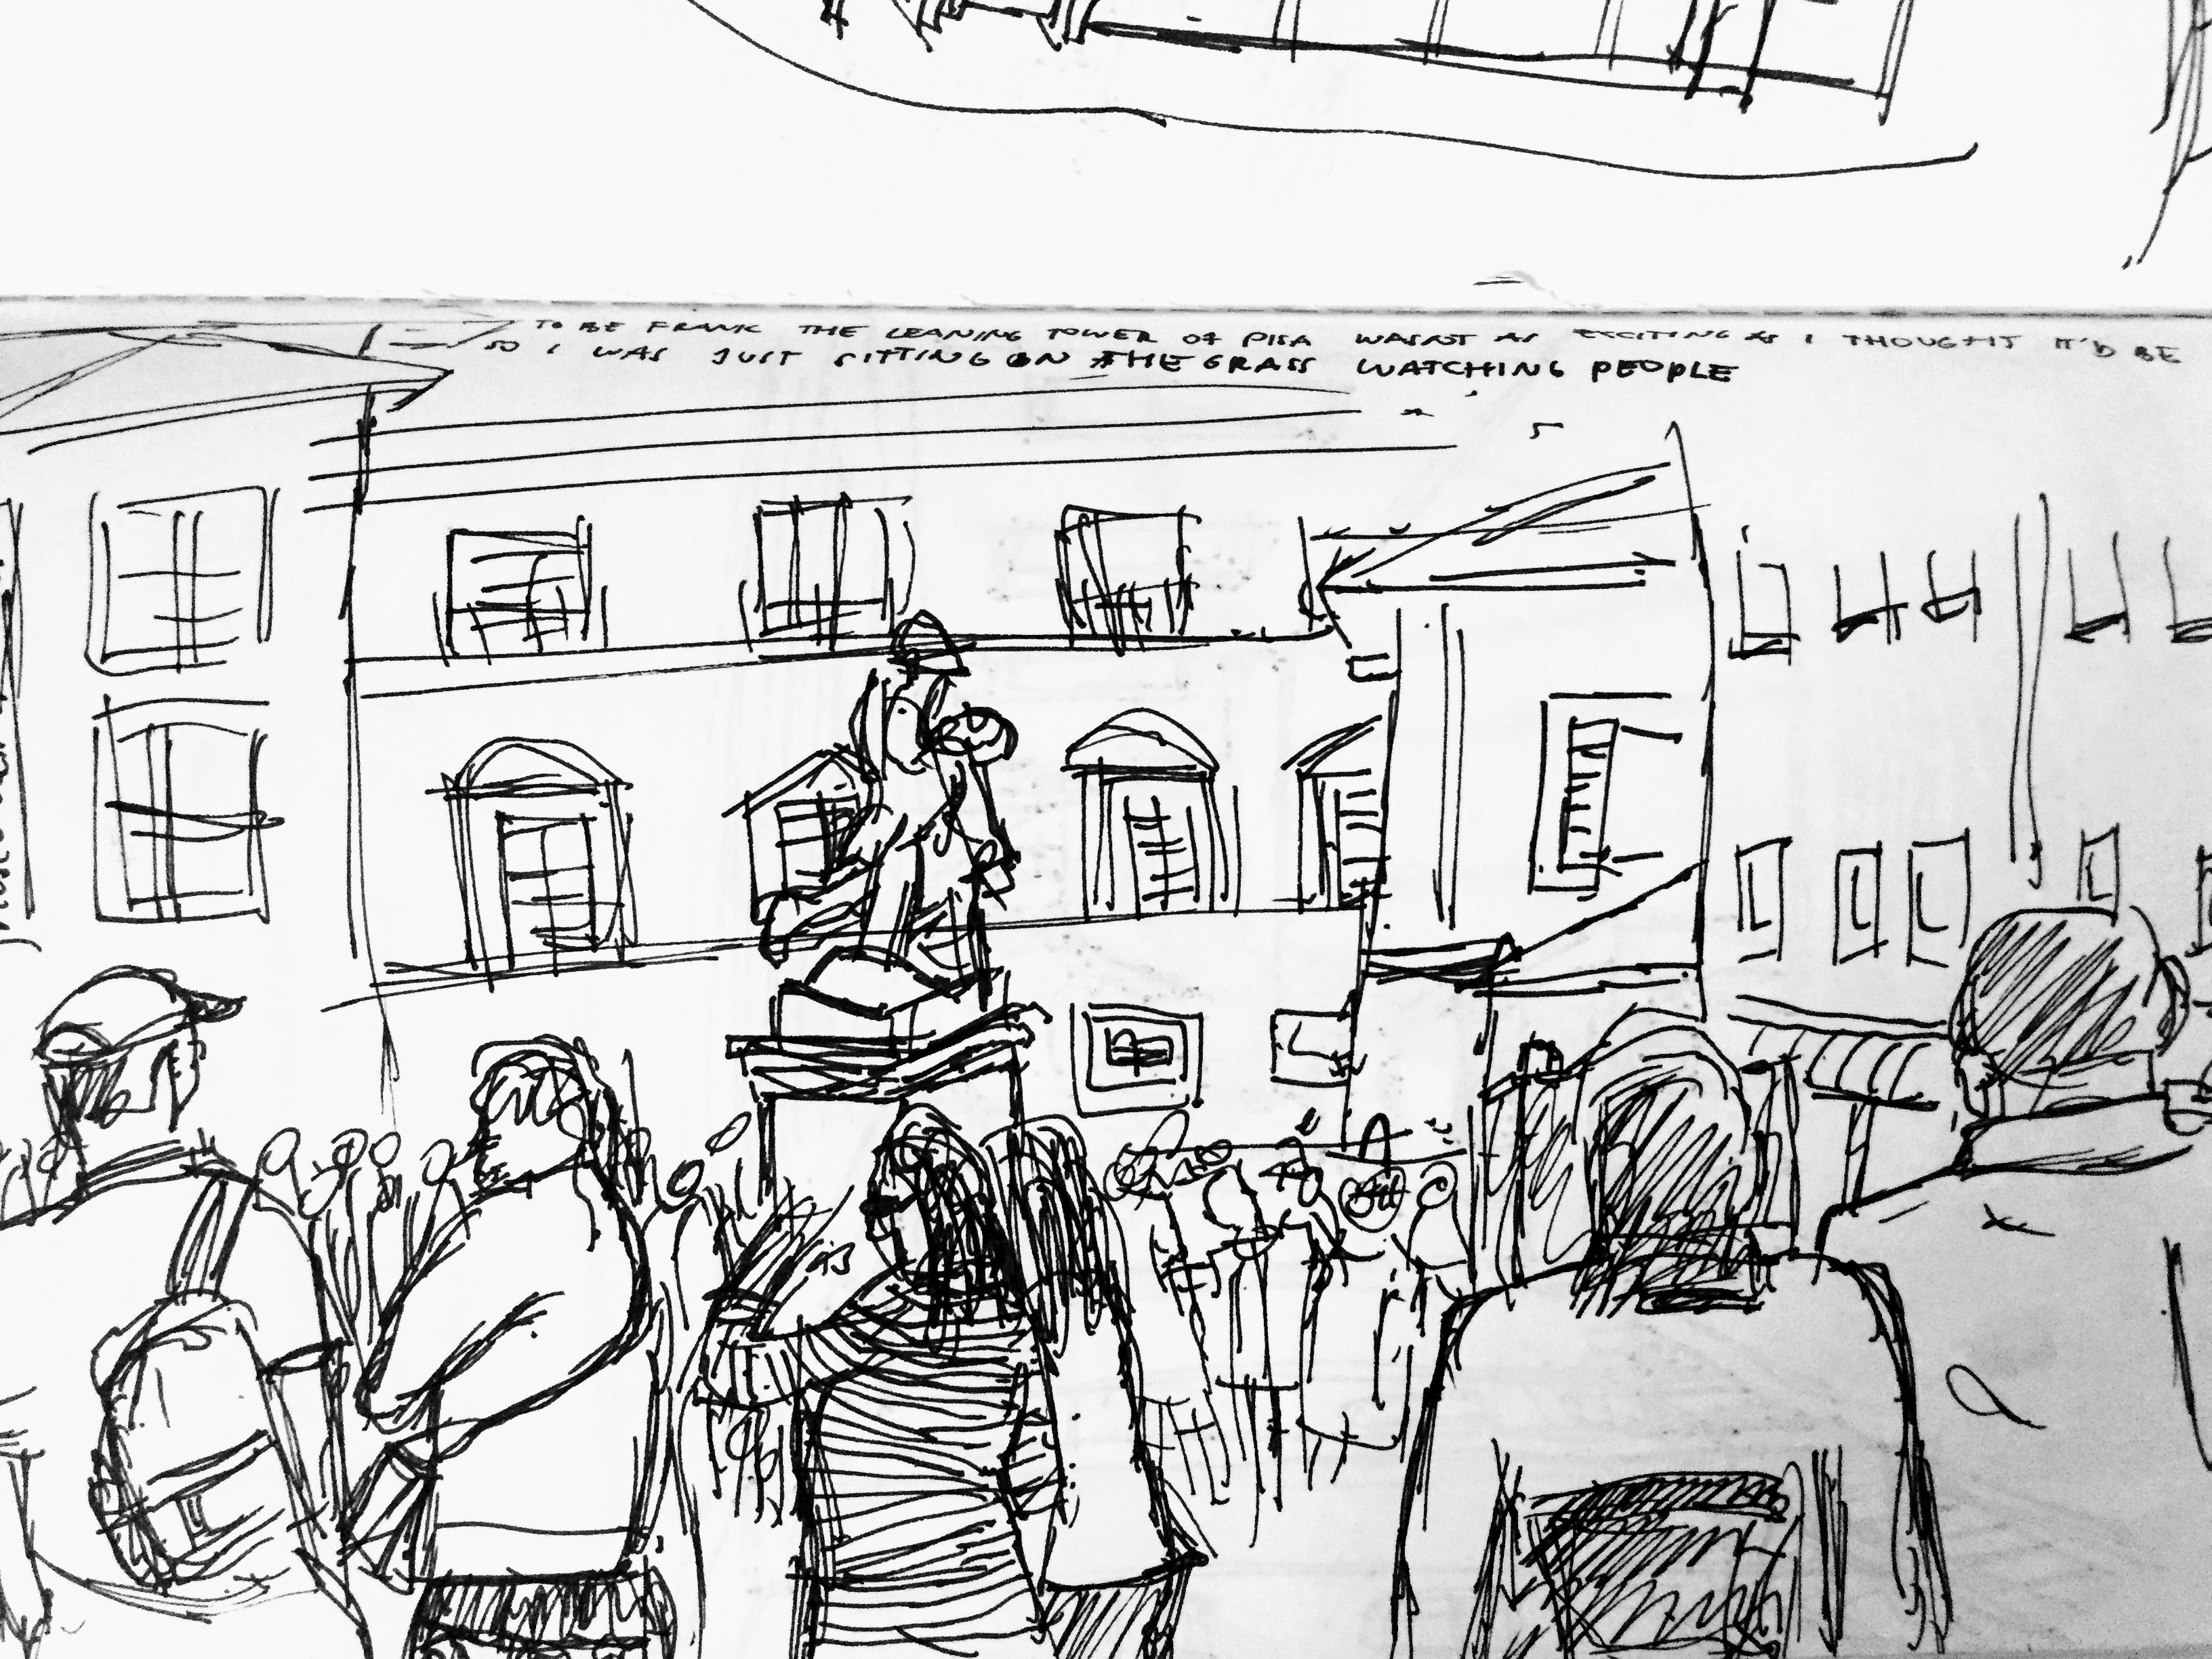 TO BE FRANK THE LEANING TOWER OF PISA WASNT AS EXCITING AS I THOUGHT IT'D BE
SO I WAS JUST SITTING ON THE GRASS WATCHING PEOPLE